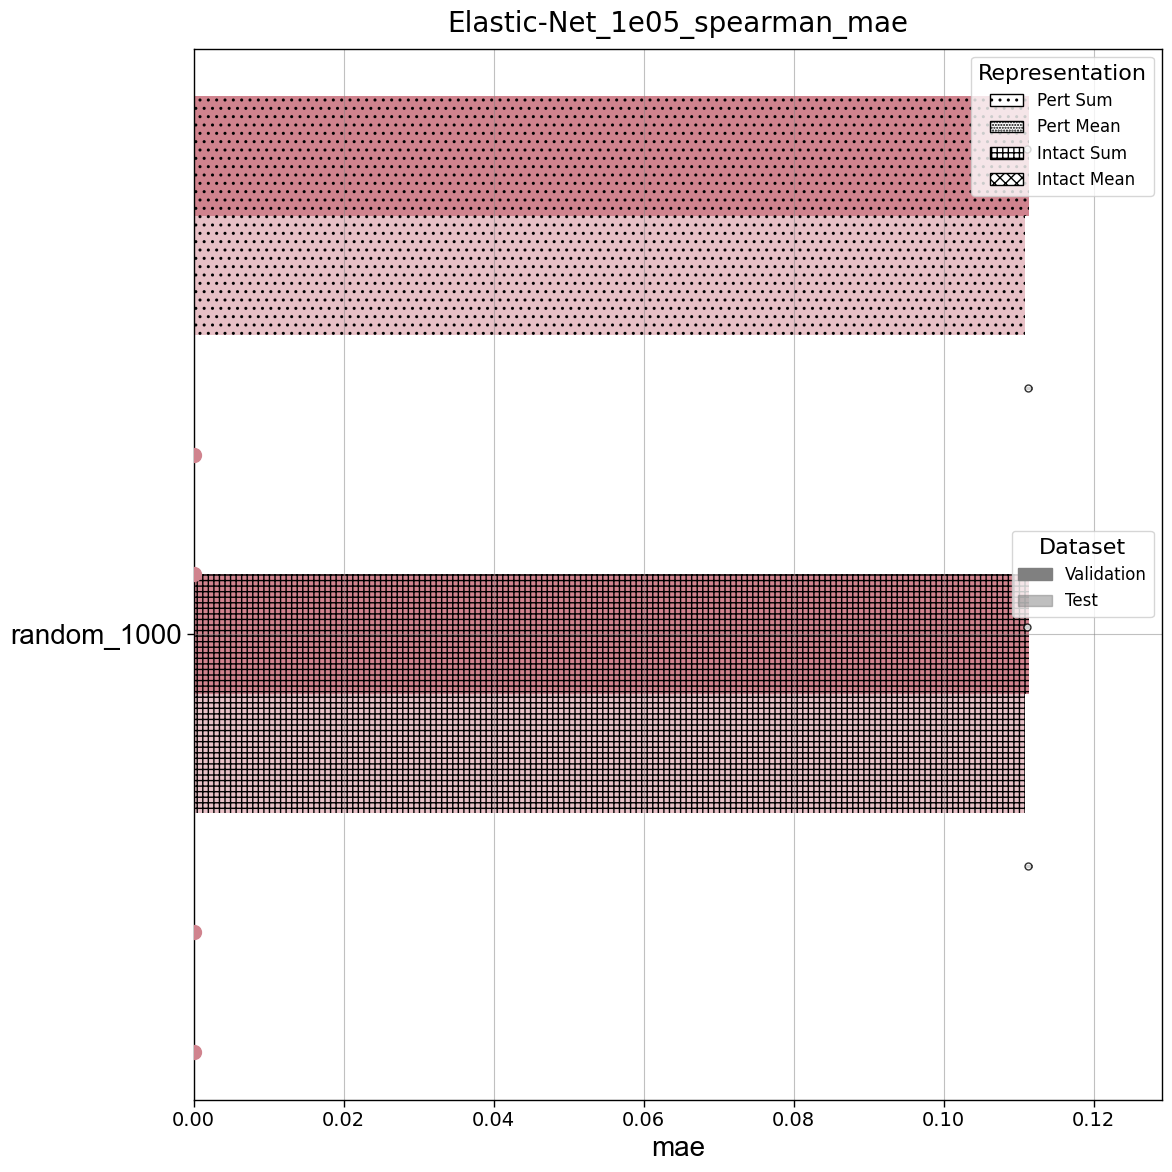 Elastic-Net_1e05_spearman_mae
Representation
Pert Sum
Pert Mean
Intact Sum
Intact Mean
Dataset
Validation
Test
random_1000
0.00 0.02 0.04 0.06 0.08 0.10 0.12
mae